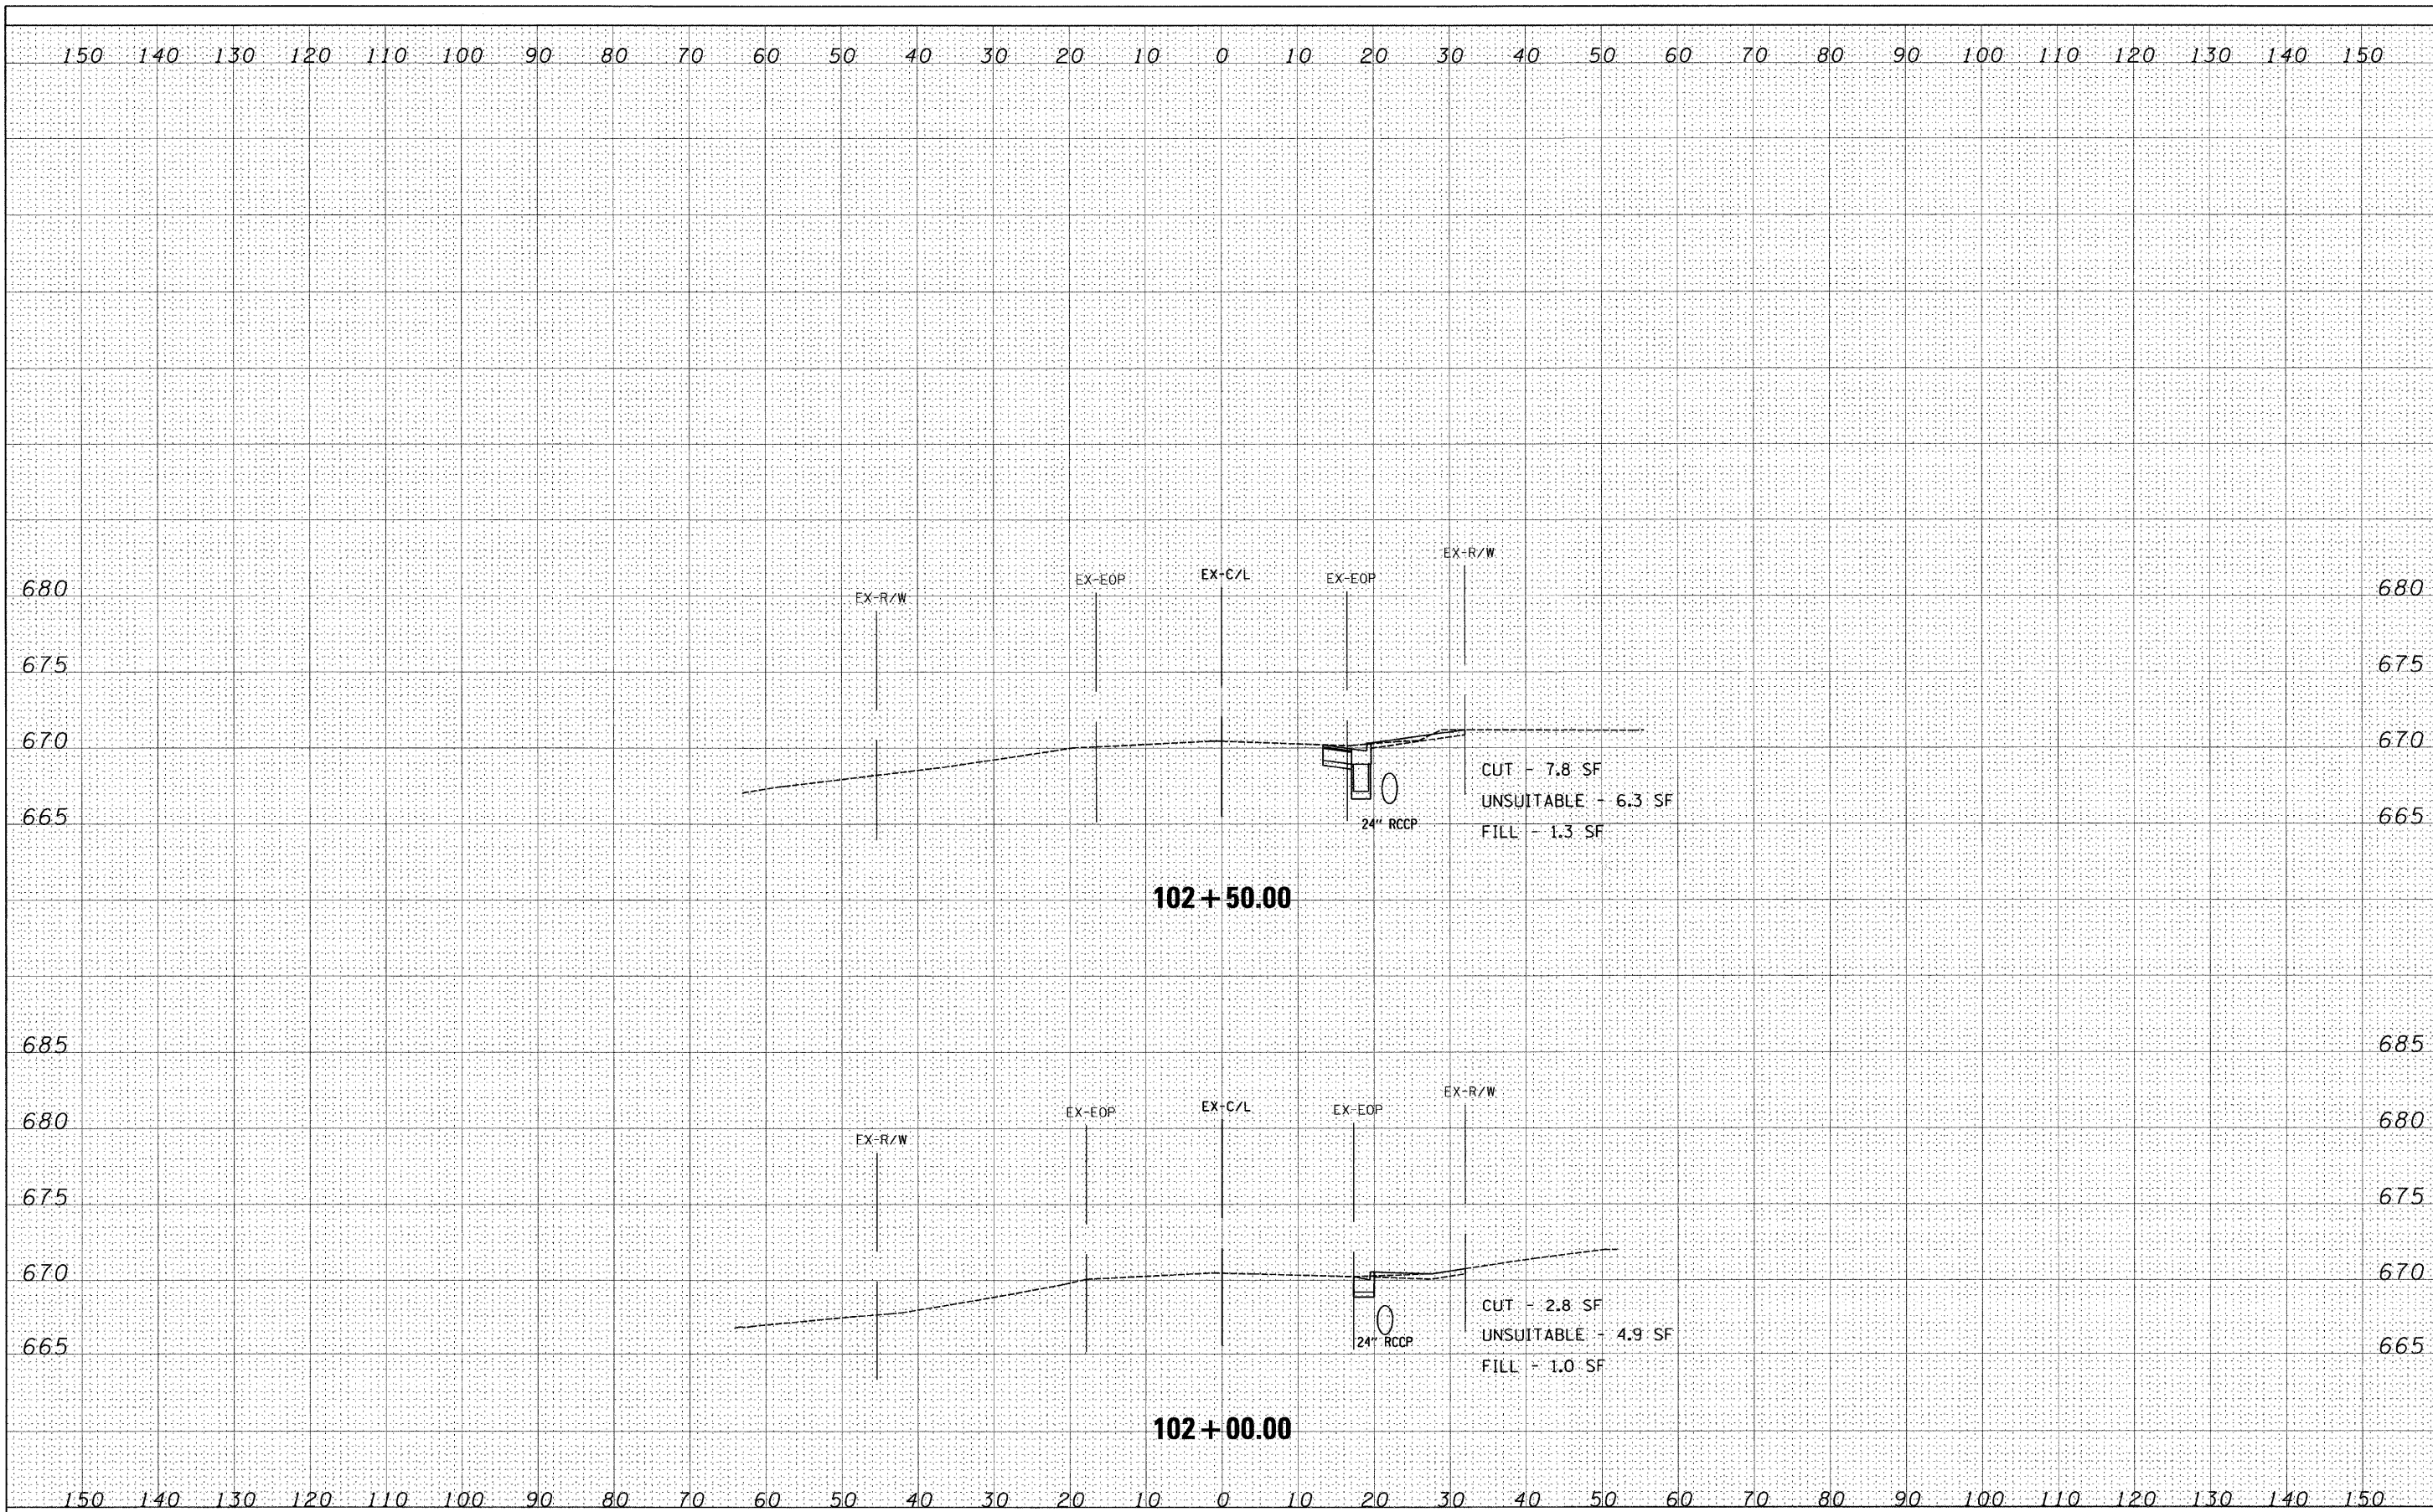 150 140 130 120 110 100 90 80 70 60 50 40 30 20 10 0 10 20 30 40 50 60 70 80 90 100 110 120 130 140 150
EX-R/W
EX-EOP EX-C/L EX-EOP
680 680
EX-R/W
675 675
670 670
CUT - 7.8 SF
UNSUITABLE - 6.3 SF
665 665
24" RCCP
FILL - 1.3 SF
102+50.00
685 685
EX-R/W
EX-EOP EX-C/L EX-EOP
680 680
EX-R/W
675 675
670 670
CUT - 2.8 SF
UNSUITABLE - 4.9 SF
24" RCCP
665 665
FILL - 1.0 SF
102+00.00
150 140 130 120 110 100 90 80 70 60 50 40 30 20 10 0 10 20 30 40 50 60 70 80 90 100 110 120 130 140 150